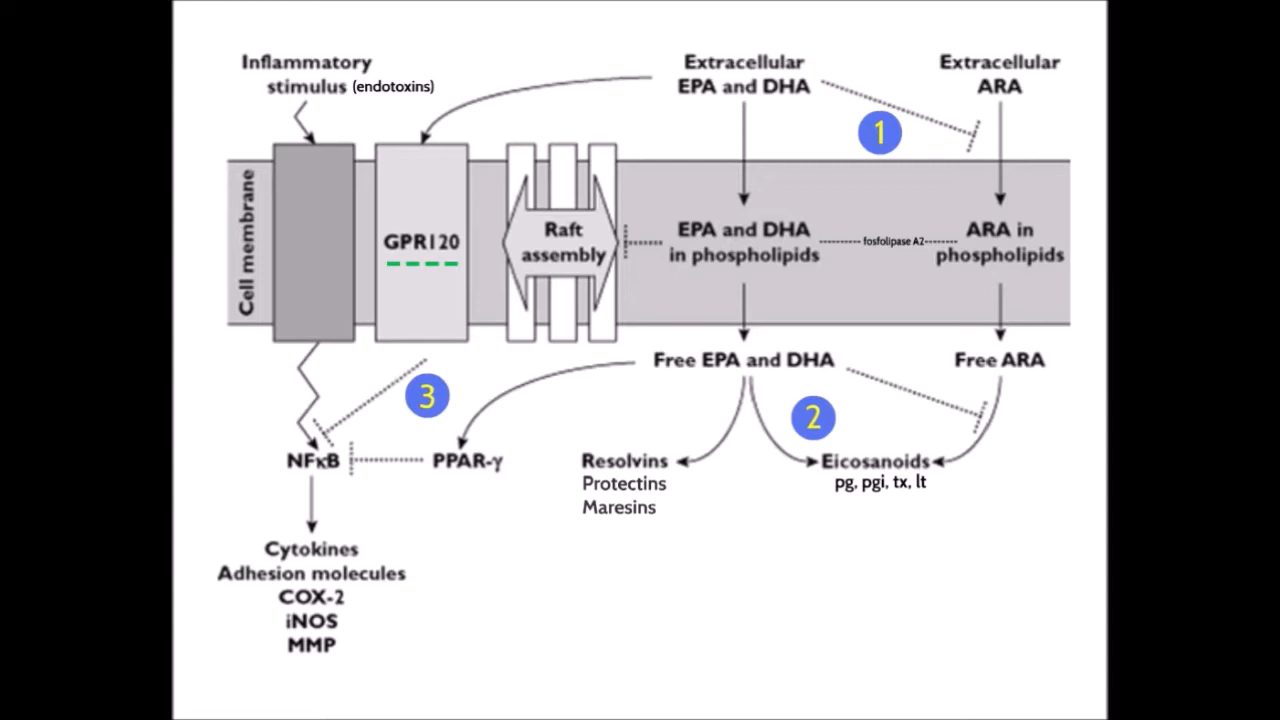 Inflammatory
stimulus (endotoxins)
Extracellular
EPA and DHA
Extracellular
ARA
1
Cell membrane
GPR120
Raft
assembly
EPA and DHA
in phospholipids
fosfolipase A2
ARA in
phospholipids
Free EPA and DHA
Free ARA
3
2
NFκB
PPAR-γ
Resolvins
Protectins
Maresins
Eicosanoids
pg, pgi, tx, lt
Cytokines
Adhesion molecules
COX-2
iNOS
MMP